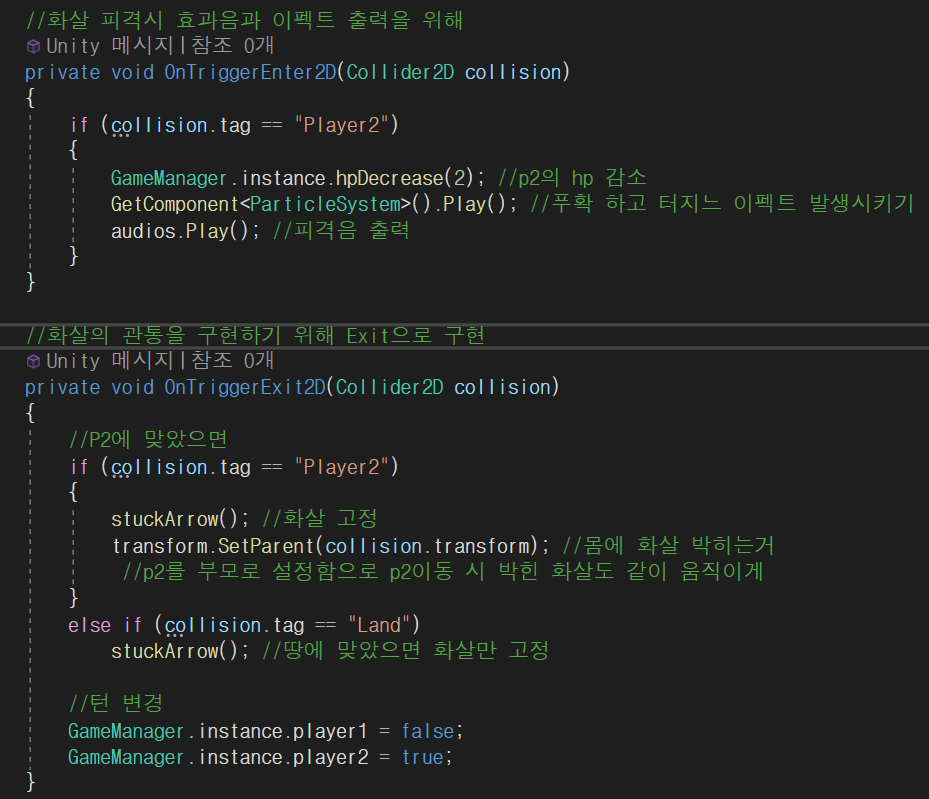 //화살 피격시 효과음과 이펙트 출력을 위해
Unity 메시지|참조 0개
private void OnTriggerEnter2D(Collider2D collision)
{
if (collision.tag == "Player2")
{
GameManager.instance.hpDecrease(2); //p2의 hp 감소
GetComponent<ParticleSystem>().Play(); //푸확 하고 터지느 이펙트 발생시키기
audios.Play(); //피격음 출력
}
}
//화살의 관통을 구현하기 위해 Exit으로 구현
Unity 메시지|참조 0개
private void OnTriggerExit2D(Collider2D collision)
{
//P2에 맞았으면
if (collision.tag == "Player2")
{
stuckArrow(); //화살 고정
transform.SetParent(collision.transform); //몸에 화살 박히는거
//p2를 부모로 설정함으로 p2이동 시 박힌 화살도 같이 움직이게
}
else if (collision.tag == "Land")
stuckArrow(); //땅에 맞았으면 화살만 고정
//턴 변경
GameManager.instance.player1 = false;
GameManager.instance.player2 = true;
}